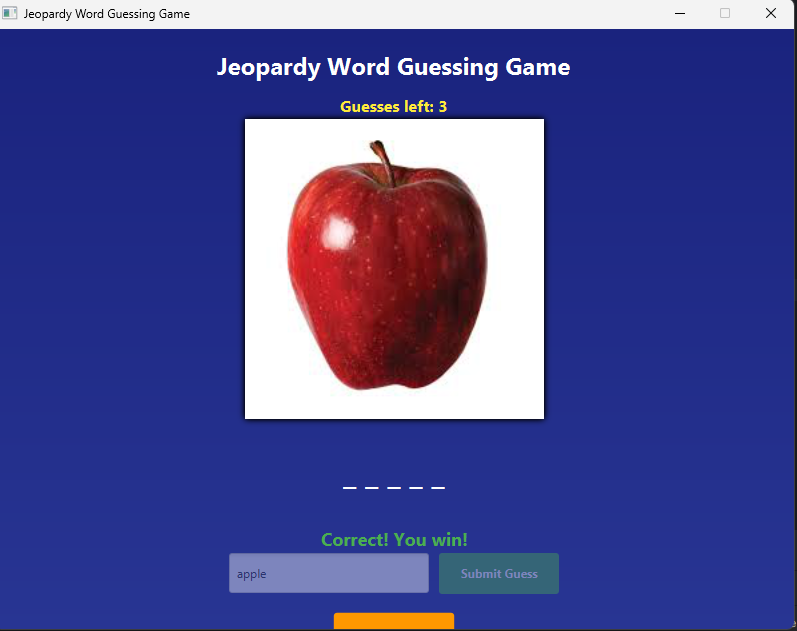 Jeopardy Word Guessing Game
Jeopardy Word Guessing Game
Guesses left: 3
_ _ _ _ _
Correct! You win!
apple Submit Guess